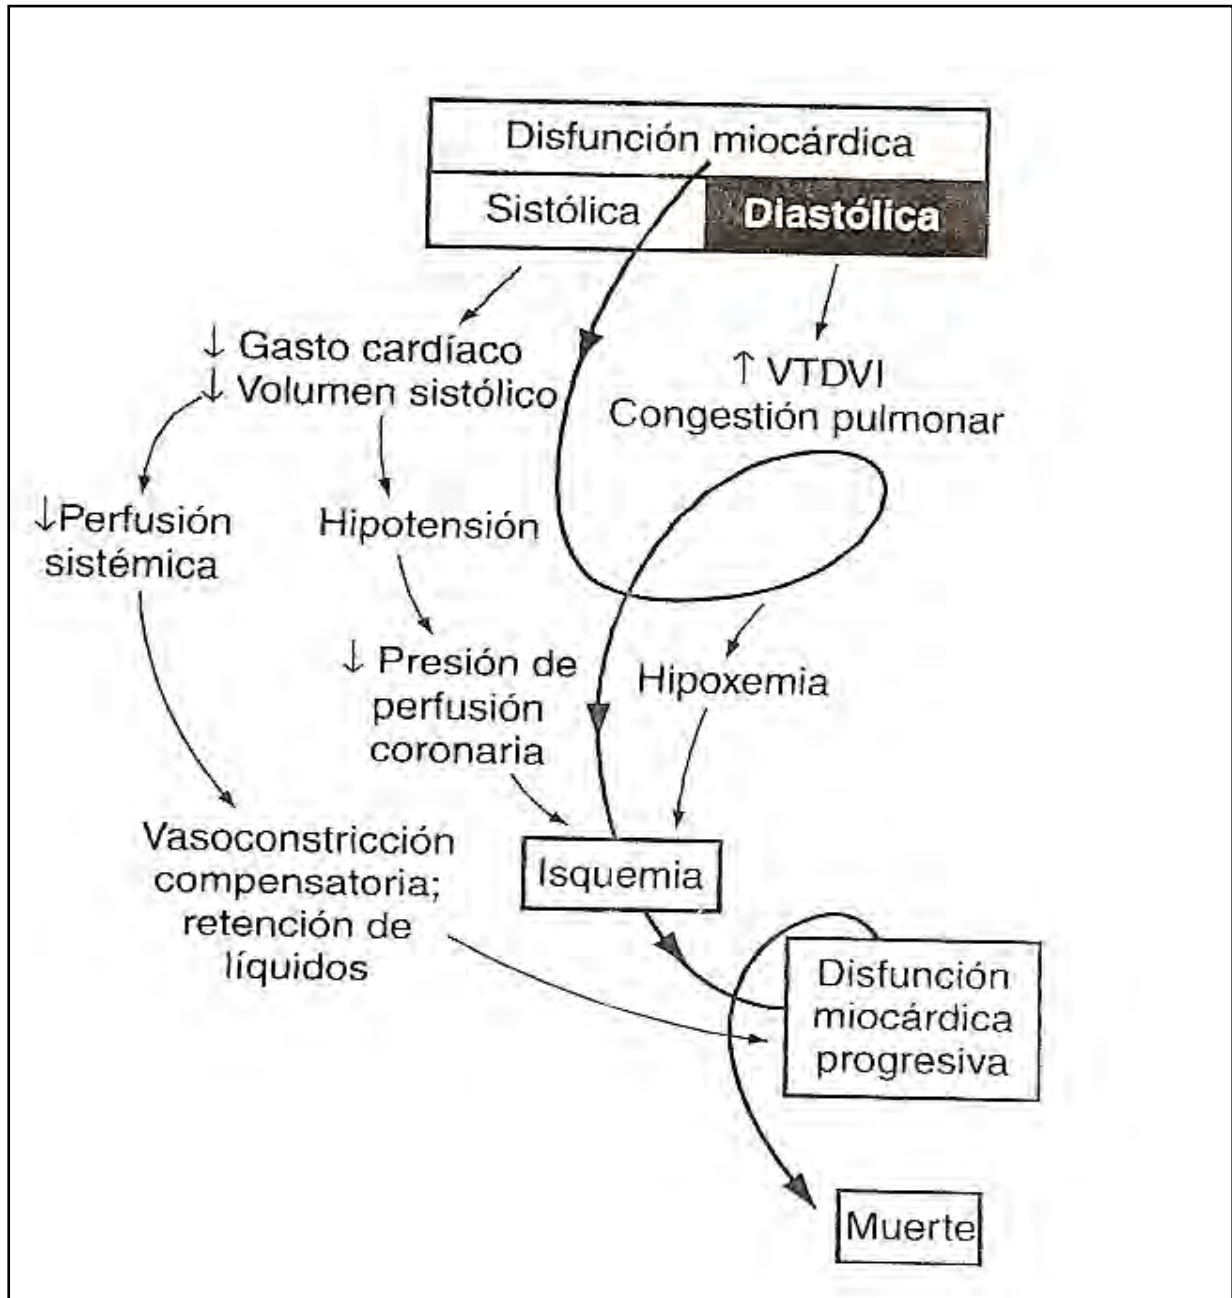 Disfunción miocárdica
Sistólica
Diastólica
↓ Gasto cardíaco
↓ Volumen sistólico
↑ VTDVI
Congestión pulmonar
↓Perfusión
sistémica
Hipotensión
↓ Presión de
perfusión
coronaria
Hipoxemia
Vasoconstricción
compensatoria;
retención de
líquidos
Isquemia
Disfunción
miocárdica
progresiva
Muerte